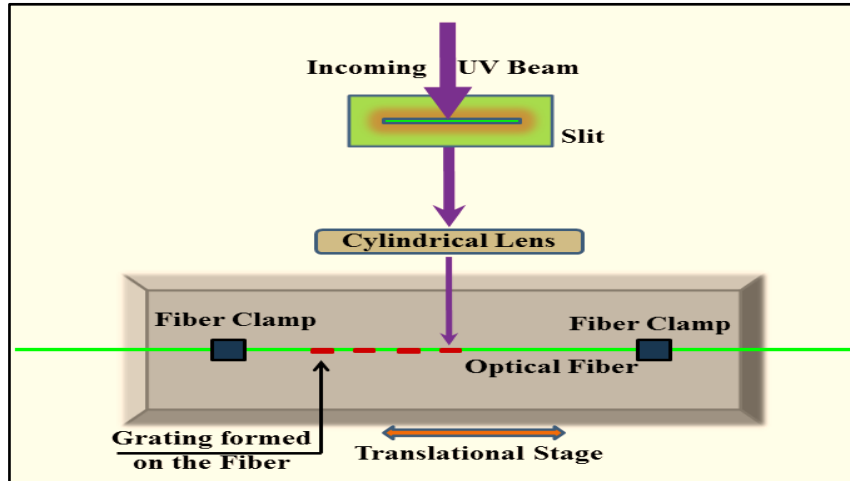 Incoming UV Beam
Slit
Cylindrical Lens
Fiber Clamp
Fiber Clamp
Optical Fiber
Grating formed
on the Fiber
Translational Stage